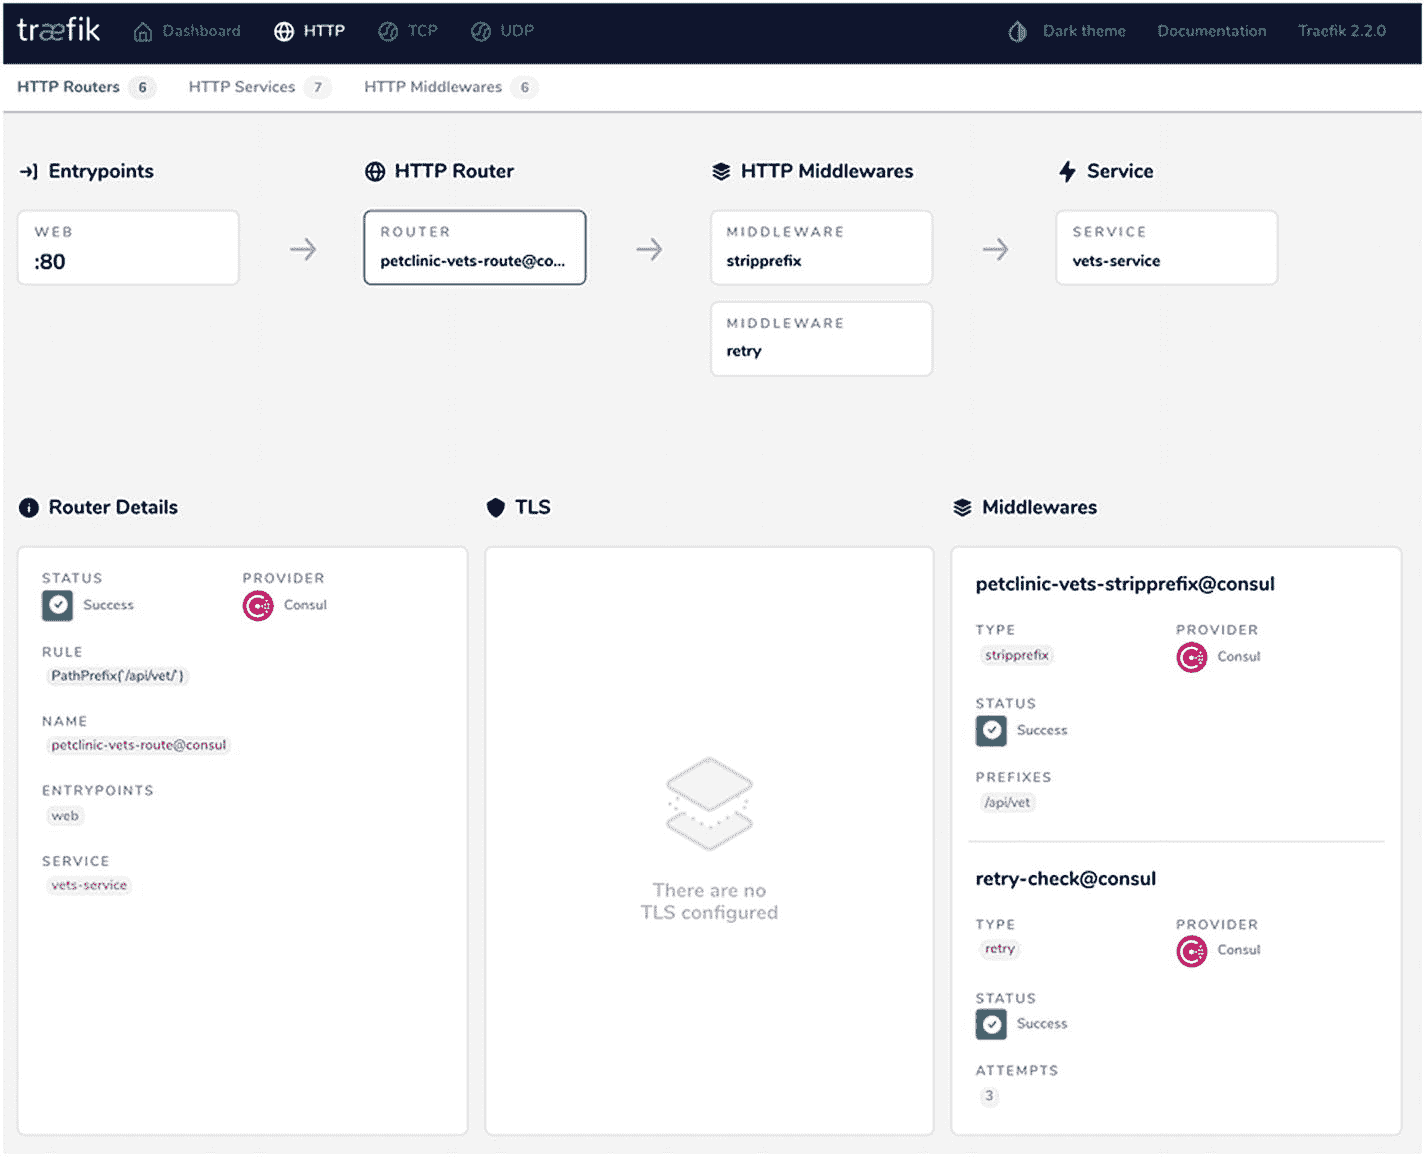 træfik Dashboard HTTP TCP UDP Dark theme Documentation Traefik 2.2.0
HTTP Routers 6 HTTP Services 7 HTTP Middlewares 6
Entrypoints HTTP Router HTTP Middlewares Service
WEB ROUTER MIDDLEWARE SERVICE
:80 petclinic-vets-route@co... stripprefix vets-service
MIDDLEWARE
retry
Router Details
STATUS PROVIDER
Success Consul
RULE
PathPrefix(`/api/vet/`)
NAME
petclinic-vets-route@consul
ENTRYPOINTS
web
SERVICE
vets-service
TLS
There are no
TLS configured
Middlewares
petclinic-vets-stripprefix@consul
TYPE PROVIDER
stripprefix Consul
STATUS
Success
PREFIXES
/api/vet
retry-check@consul
TYPE PROVIDER
retry Consul
STATUS
Success
ATTEMPTS
3